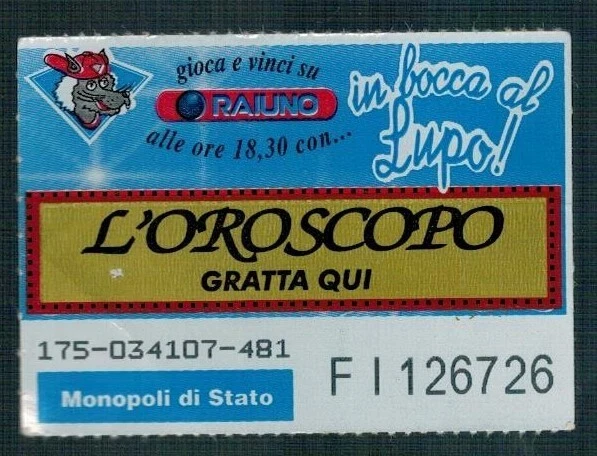 gioca e vinci su
RAIUNO
alle ore 18,30 con...
in bocca al
Lupo!
L'OROSCOPO
GRATTA QUI
175-034107-481
Monopoli di Stato
F I 126726